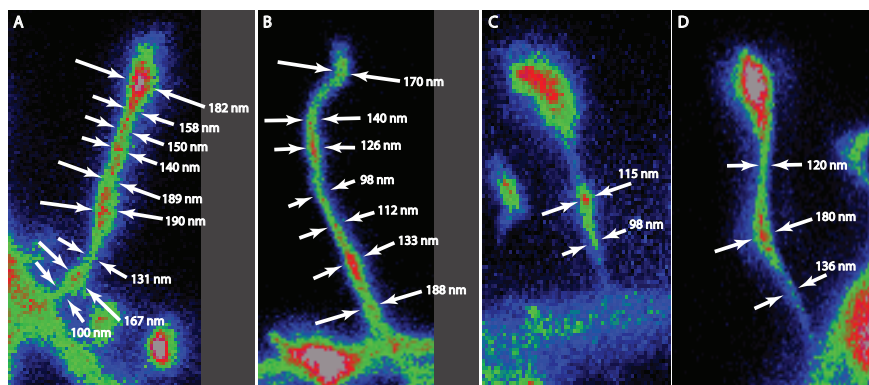 A
182 nm
158 nm
150 nm
140 nm
189 nm
190 nm
131 nm
167 nm
100 nm
B
170 nm
140 nm
126 nm
98 nm
112 nm
133 nm
188 nm
C
115 nm
98 nm
D
120 nm
180 nm
136 nm